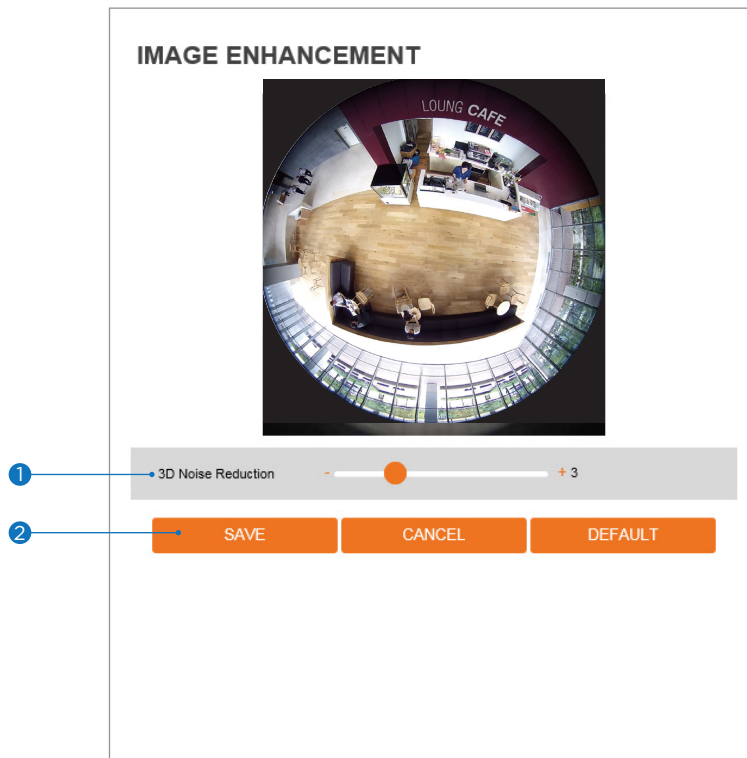 IMAGE ENHANCEMENT
LOUNG CAFE
1
3D Noise Reduction - + 3
2
SAVE CANCEL DEFAULT